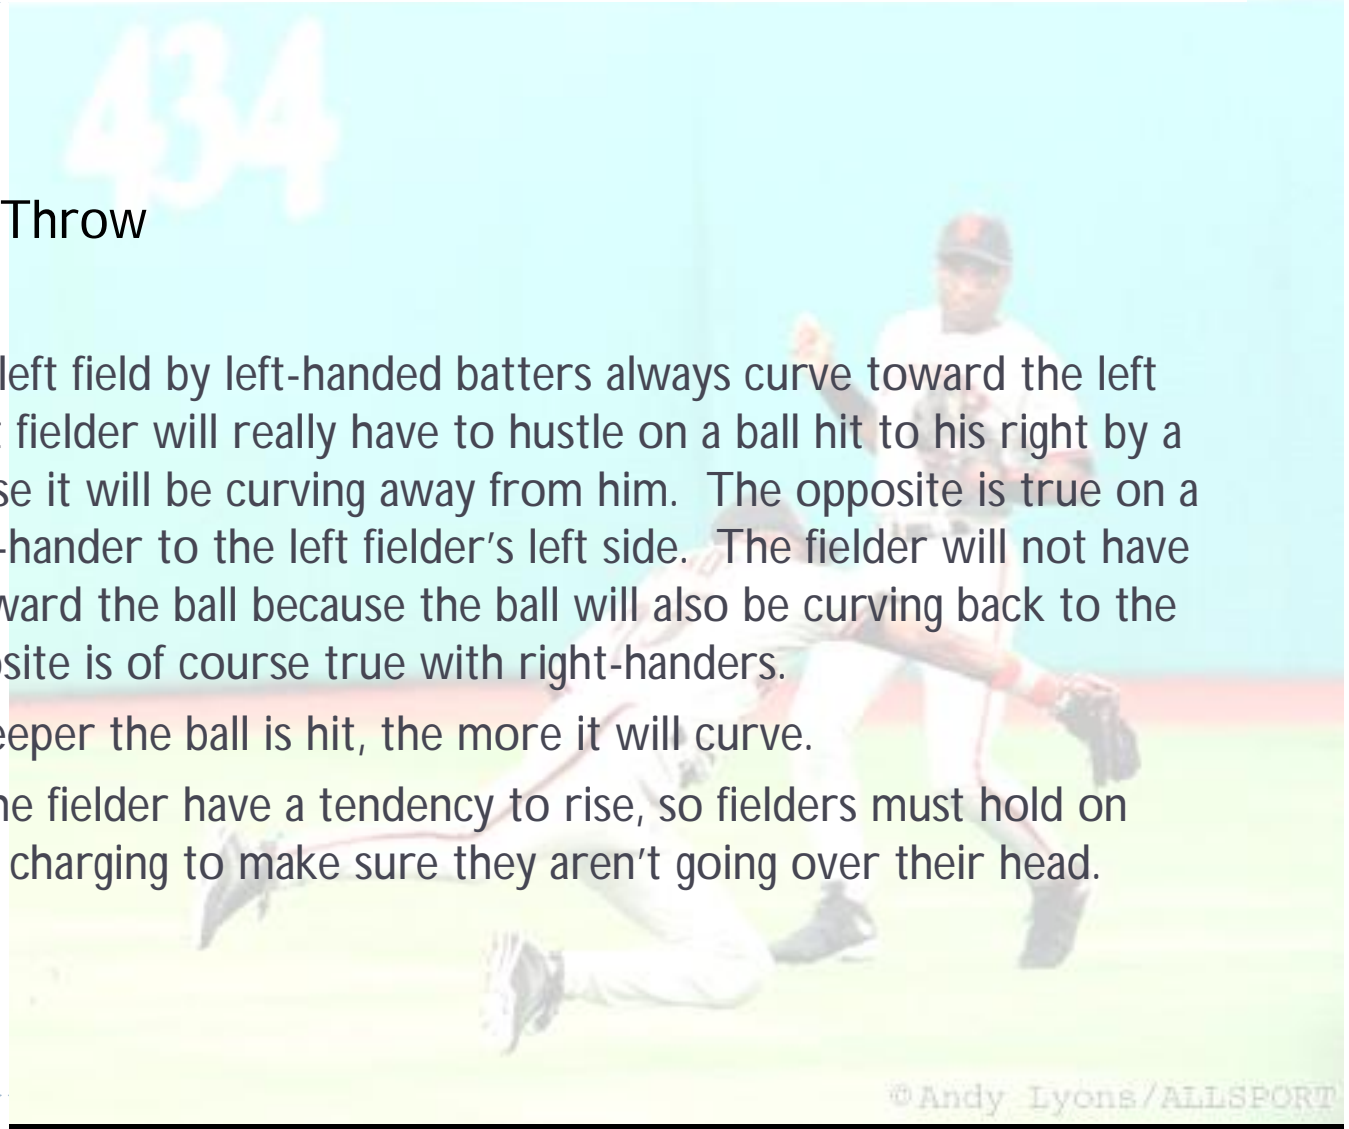 434
Throw
left field by left-handed batters always curve toward the left
fielder will really have to hustle on a ball hit to his right by a
se it will be curving away from him. The opposite is true on a
-hander to the left fielder's left side. The fielder will not have
ward the ball because the ball will also be curving back to the
site is of course true with right-handers.
eeper the ball is hit, the more it will curve.
he fielder have a tendency to rise, so fielders must hold on
charging to make sure they aren't going over their head.
©Andy Lyons/ALLSPORT